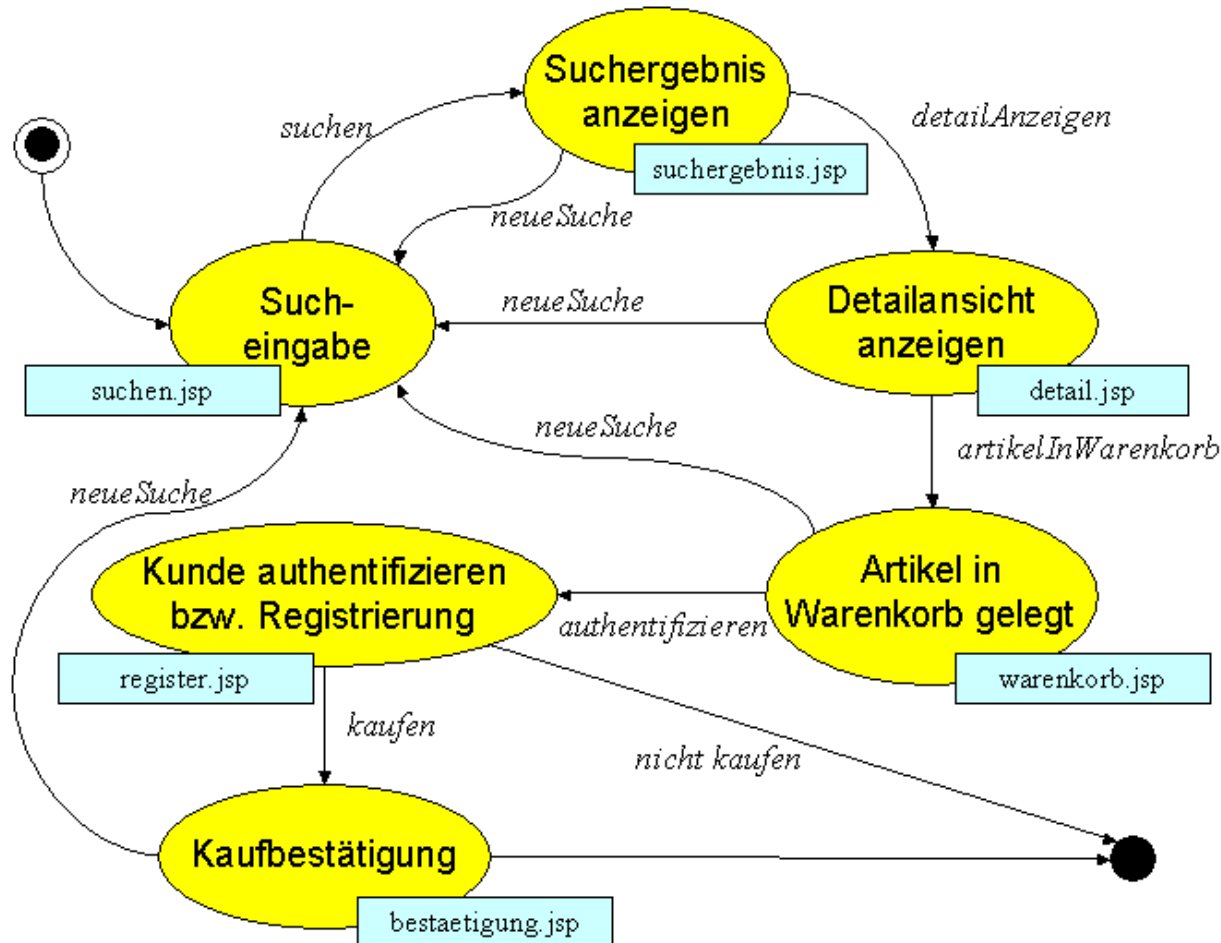 Suchergebnis
anzeigen
suchen
detailAnzeigen
suchergebnis.jsp
neueSuche
Such-
eingabe
neueSuche
Detailansicht
anzeigen
suchen.jsp
detail.jsp
neueSuche
artikelInWarenkorb
neueSuche
Kunde authentifizieren
bzw. Registrierung
Artikel in
Warenkorb gelegt
authentifizieren
register.jsp
warenkorb.jsp
kaufen
nicht kaufen
Kaufbestätigung
bestaetigung.jsp